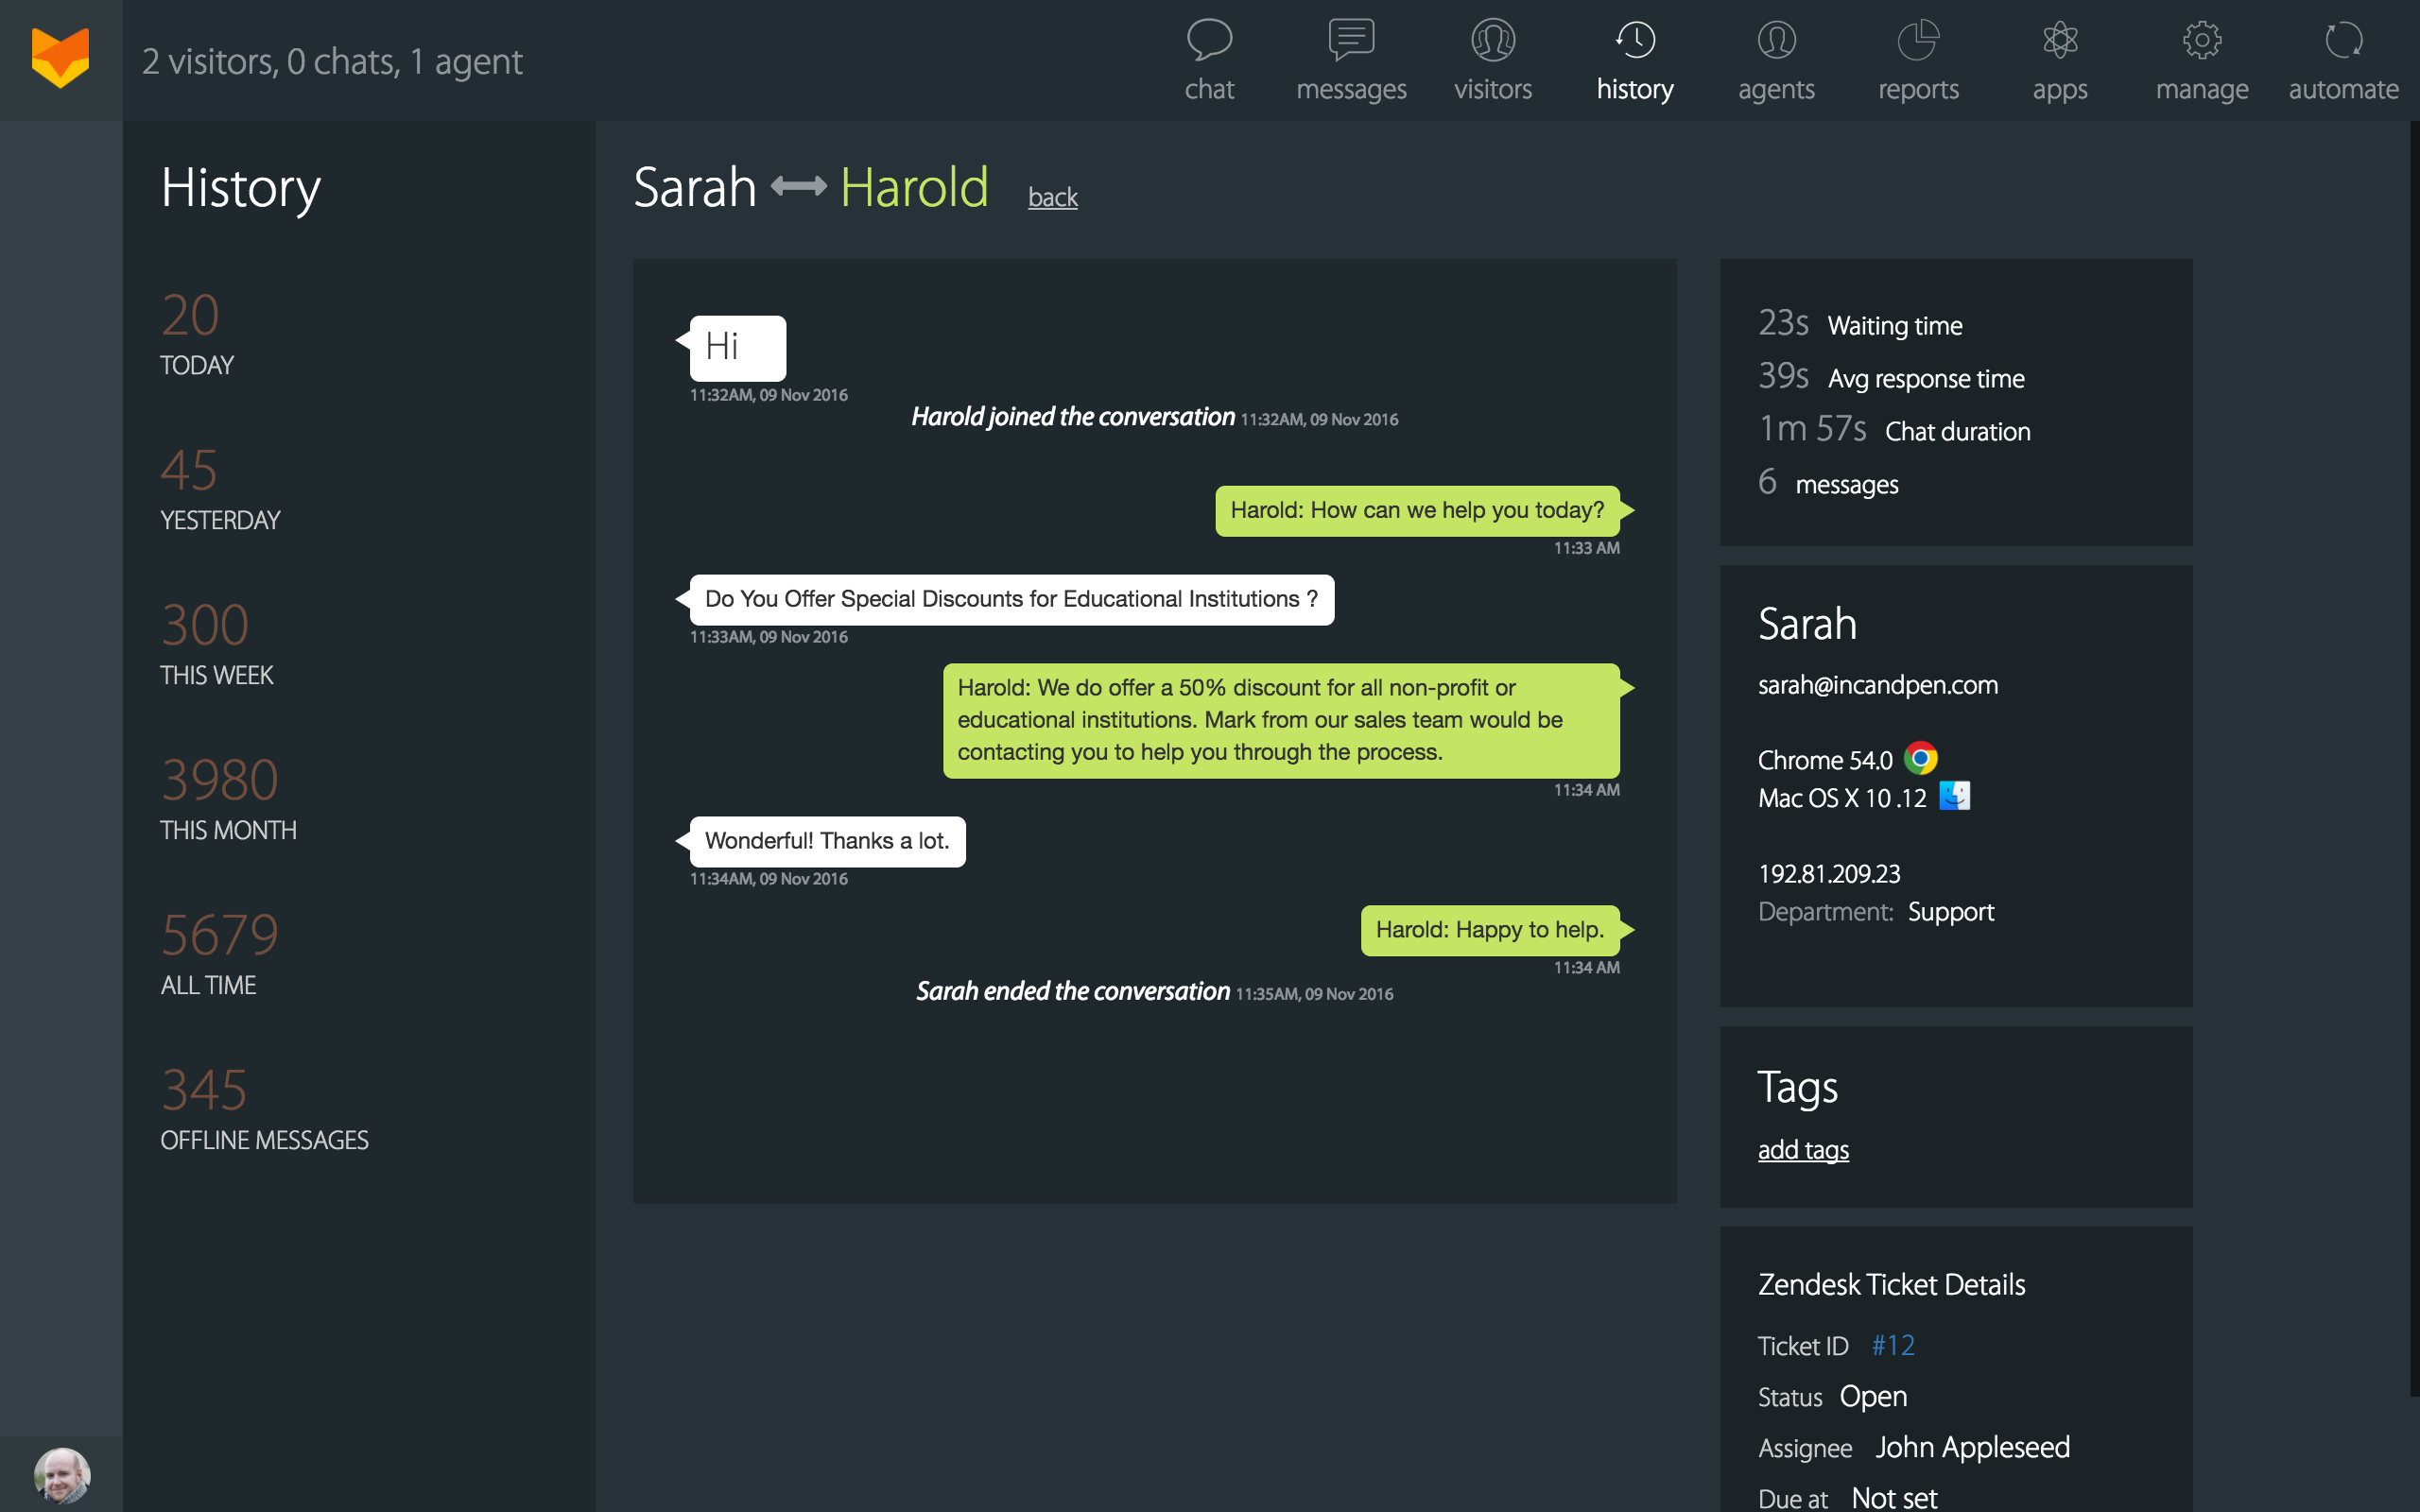 2 visitors, 0 chats, 1 agent
chat
messages
visitors
history
agents
reports
apps
manage
automate
History
20
TODAY
45
YESTERDAY
300
THIS WEEK
3980
THIS MONTH
5679
ALL TIME
345
OFFLINE MESSAGES
Sarah Harold back
Hi
11:32AM, 09 Nov 2016
Harold joined the conversation 11:32AM, 09 Nov 2016
Harold: How can we help you today?
11:33 AM
Do You Offer Special Discounts for Educational Institutions ?
11:33AM, 09 Nov 2016
Harold: We do offer a 50% discount for all non-profit or
educational institutions. Mark from our sales team would be
contacting you to help you through the process.
11:34 AM
Wonderful! Thanks a lot.
11:34AM, 09 Nov 2016
Harold: Happy to help.
11:34 AM
Sarah ended the conversation 11:35AM, 09 Nov 2016
23s Waiting time
39s Avg response time
1m 57s Chat duration
6 messages
Sarah
sarah@incandpen.com
Chrome 54.0
Mac OS X 10 .12
192.81.209.23
Department: Support
Tags
add tags
Zendesk Ticket Details
Ticket ID #12
Status Open
Assignee John Appleseed
Due at Not set